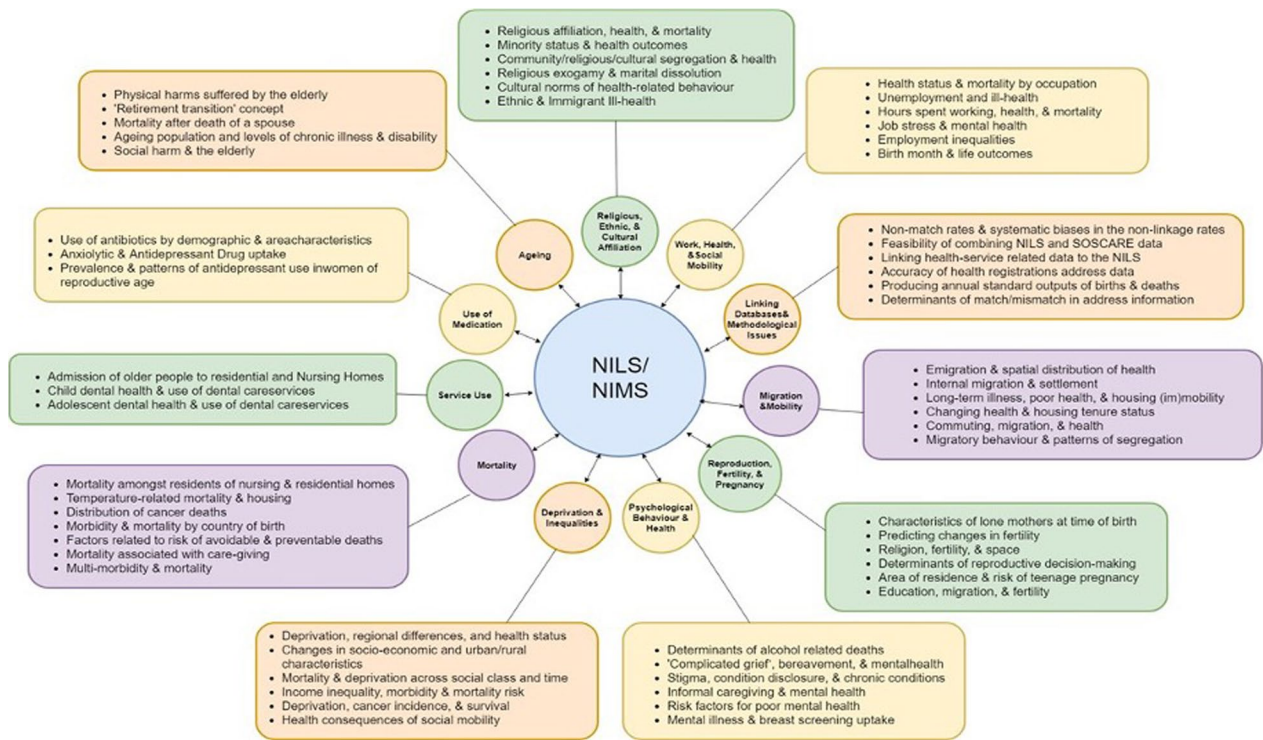 • Religious affiliation, health, & mortality
• Minority status & health outcomes
• Community/religious/cultural segregation & health
• Religious exogamy & marital dissolution
• Cultural norms of health-related behaviour
• Ethnic & Immigrant Ill-health
• Physical harms suffered by the elderly
• 'Retirement transition' concept
• Mortality after death of a spouse
• Ageing population and levels of chronic illness & disability
• Social harm & the elderly
• Health status & mortality by occupation
• Unemployment and ill-health
• Hours spent working, health, & mortality
• Job stress & mental health
• Employment inequalities
• Birth month & life outcomes
• Use of antibiotics by demographic & areacharacteristics
• Anxiolytic & Antidepressant Drug uptake
• Prevalence & patterns of antidepressant use inwomen of
reproductive age
• Non-match rates & systematic biases in the non-linkage rates
• Feasibility of combining NILS and SOSCARE data
• Linking health-service related data to the NILS
• Accuracy of health registrations address data
• Producing annual standard outputs of births & deaths
• Determinants of match/mismatch in address information
Religious,
Ethnic, &
Cultural
Affiliation
Ageing
Work, Health,
&Social
Mobility
Use of
Medication
Linking
Databases&
Methodological
Issues
NILS/
NIMS
Service Use
Migration
&Mobility
Mortality
Reproduction,
Fertility, &
Pregnancy
Deprivation &
Inequalities
Psychological
Behaviour &
Health
• Admission of older people to residential and Nursing Homes
• Child dental health & use of dental careservices
• Adolescent dental health & use of dental careservices
• Emigration & spatial distribution of health
• Internal migration & settlement
• Long-term illness, poor health, & housing (im)mobility
• Changing health & housing tenure status
• Commuting, migration, & health
• Migratory behaviour & patterns of segregation
• Mortality amongst residents of nursing & residential homes
• Temperature-related mortality & housing
• Distribution of cancer deaths
• Morbidity & mortality by country of birth
• Factors related to risk of avoidable & preventable deaths
• Mortality associated with care-giving
• Multi-morbidity & mortality
• Characteristics of lone mothers at time of birth
• Predicting changes in fertility
• Religion, fertility, & space
• Determinants of reproductive decision-making
• Area of residence & risk of teenage pregnancy
• Education, migration, & fertility
• Deprivation, regional differences, and health status
• Changes in socio-economic and urban/rural
characteristics
• Mortality & deprivation across social class and time
• Income inequality, morbidity & mortality risk
• Deprivation, cancer incidence, & survival
• Health consequences of social mobility
• Determinants of alcohol related deaths
• 'Complicated grief', bereavement, & mentalhealth
• Stigma, condition disclosure, & chronic conditions
• Informal caregiving & mental health
• Risk factors for poor mental health
• Mental illness & breast screening uptake